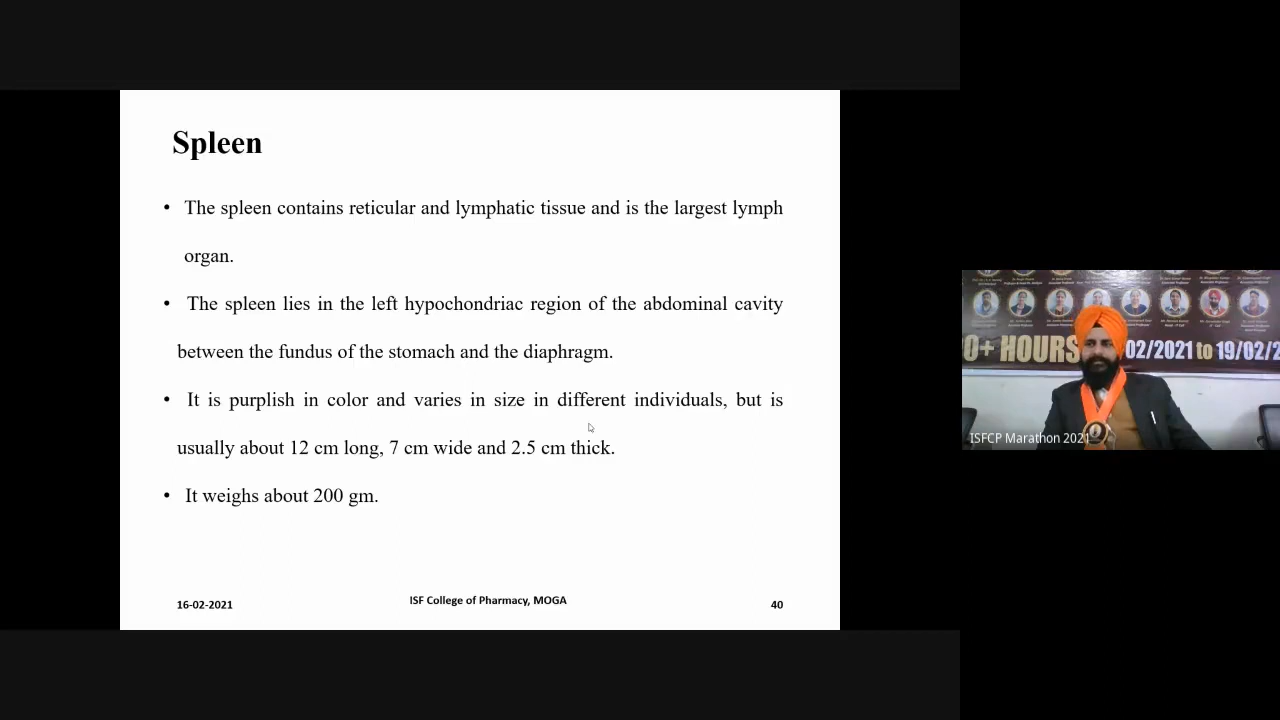 Spleen
• The spleen contains reticular and lymphatic tissue and is the largest lymph
organ.
• The spleen lies in the left hypochondriac region of the abdominal cavity
between the fundus of the stomach and the diaphragm.
• It is purplish in color and varies in size in different individuals, but is
usually about 12 cm long, 7 cm wide and 2.5 cm thick.
• It weighs about 200 gm.
16-02-2021
ISF College of Pharmacy, MOGA
40
0+ HOURS
02/2021 to 19/02/2
ISFCP Marathon 2021